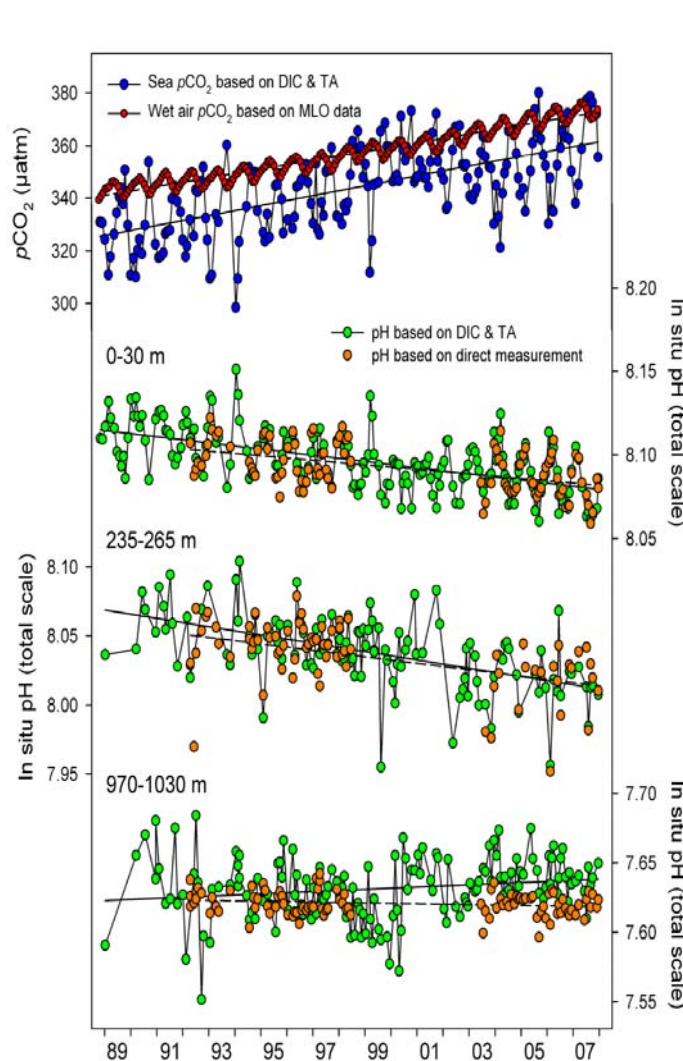 380
360
340
320
300
pCO₂ (µatm)
Sea pCO₂ based on DIC & TA
Wet air pCO₂ based on MLO data
8.20
8.15
8.10
8.05
In situ pH (total scale)
pH based on DIC & TA
pH based on direct measurement
0-30 m
235-265 m
8.10
8.05
8.00
7.95
In situ pH (total scale)
970-1030 m
7.70
7.65
7.60
7.55
In situ pH (total scale)
89 91 93 95 97 99 01 03 05 07